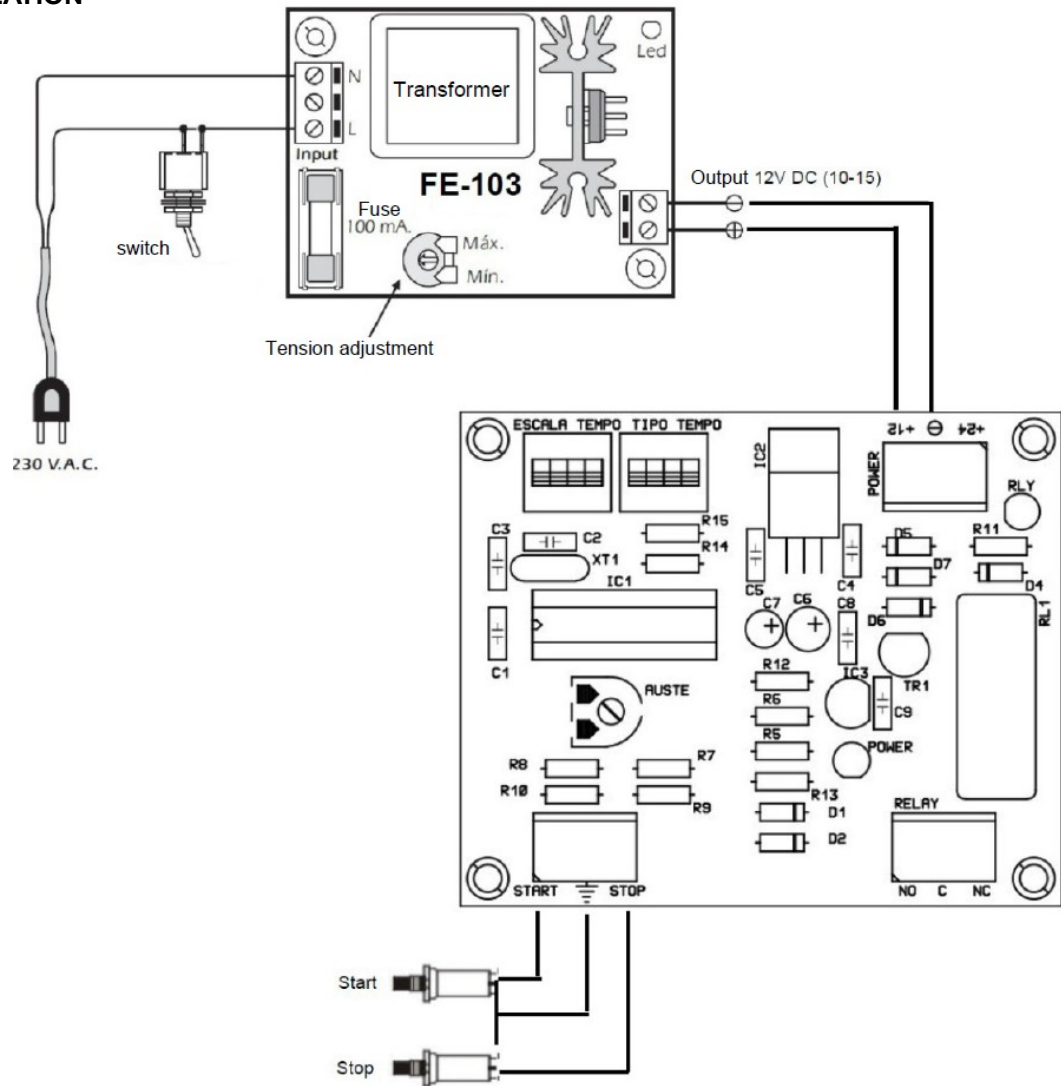 Led
N
Transformer
L
Input
FE-103
Output 12V DC (10-15)
Fuse
100 mA.
switch
Máx.
Mín.
Tension adjustment
230 V.A.C.
ESCALA TEMPO TIPO TEMPO
+12 +24
POWER
IC2
RLY
C3
C2
R15
D5
R11
XT1
R14
D7
IC1
C5
C4
D4
RL1
C7
C6
C8
D6
C1
R12
IC3
TR1
AUSTE
R6
C9
R5
POWER
R8
R7
R10
R9
R13
D1
RELAY
D2
START STOP
NO C NC
Start
Stop